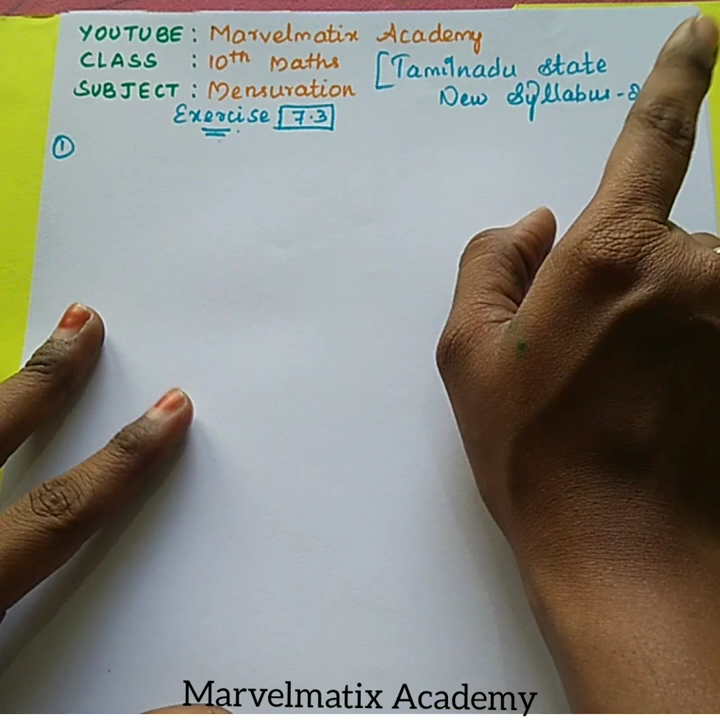 YOUTUBE : Marvelmatix Academy
CLASS : 10th Maths [Tamilnadu state
SUBJECT : Mensuration New Syllabus-
Exercise 7.3
①
Marvelmatix Academy